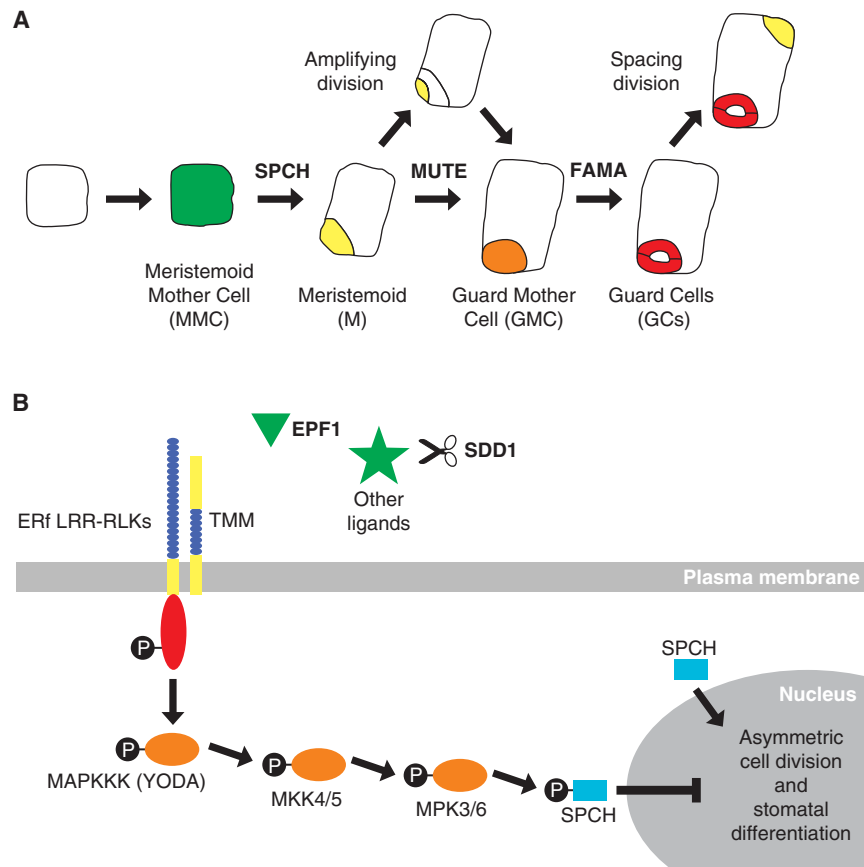 A
Amplifying
division
Spacing
division
SPCH
MUTE
FAMA
Meristemoid
Mother Cell
(MMC)
Meristemoid
(M)
Guard Mother
Cell (GMC)
Guard Cells
(GCs)
B
EPF1
SDD1
Other
ligands
ERf LRR-RLKs
TMM
Plasma membrane
P
SPCH
Nucleus
P
MAPKKK (YODA)
P
MKK4/5
P
MPK3/6
P
SPCH
Asymmetric
cell division
and
stomatal
differentiation